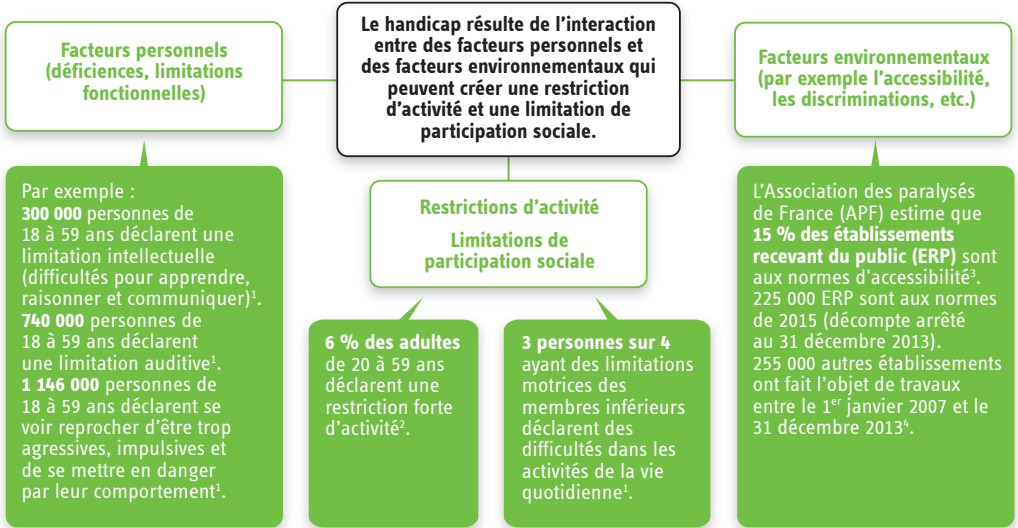 Le handicap résulte de l'interaction
entre des facteurs personnels et
des facteurs environnementaux qui
peuvent créer une restriction
d'activité et une limitation de
participation sociale.
Facteurs personnels
(déficiences, limitations
fonctionnelles)
Par exemple :
300 000 personnes de
18 à 59 ans déclarent une
limitation intellectuelle
(difficultés pour apprendre,
raisonner et communiquer)¹.
740 000 personnes de
18 à 59 ans déclarent
une limitation auditive¹.
1 146 000 personnes de
18 à 59 ans déclarent se
voir reprocher d'être trop
agressives, impulsives et
de se mettre en danger
par leur comportement¹.
Restrictions d'activité
Limitations de
participation sociale
6 % des adultes
de 20 à 59 ans
déclarent une
restriction forte
d'activité².
3 personnes sur 4
ayant des limitations
motrices des
membres inférieurs
déclarent des
difficultés dans les
activités de la vie
quotidienne¹.
Facteurs environnementaux
(par exemple l'accessibilité,
les discriminations, etc.)
L'Association des paralysés
de France (APF) estime que
15 % des établissements
recevant du public (ERP) sont
aux normes d'accessibilité³.
225 000 ERP sont aux normes
de 2015 (décompte arrêté
au 31 décembre 2013).
255 000 autres établissements
ont fait l'objet de travaux
entre le 1er janvier 2007 et le
31 décembre 2013⁴.